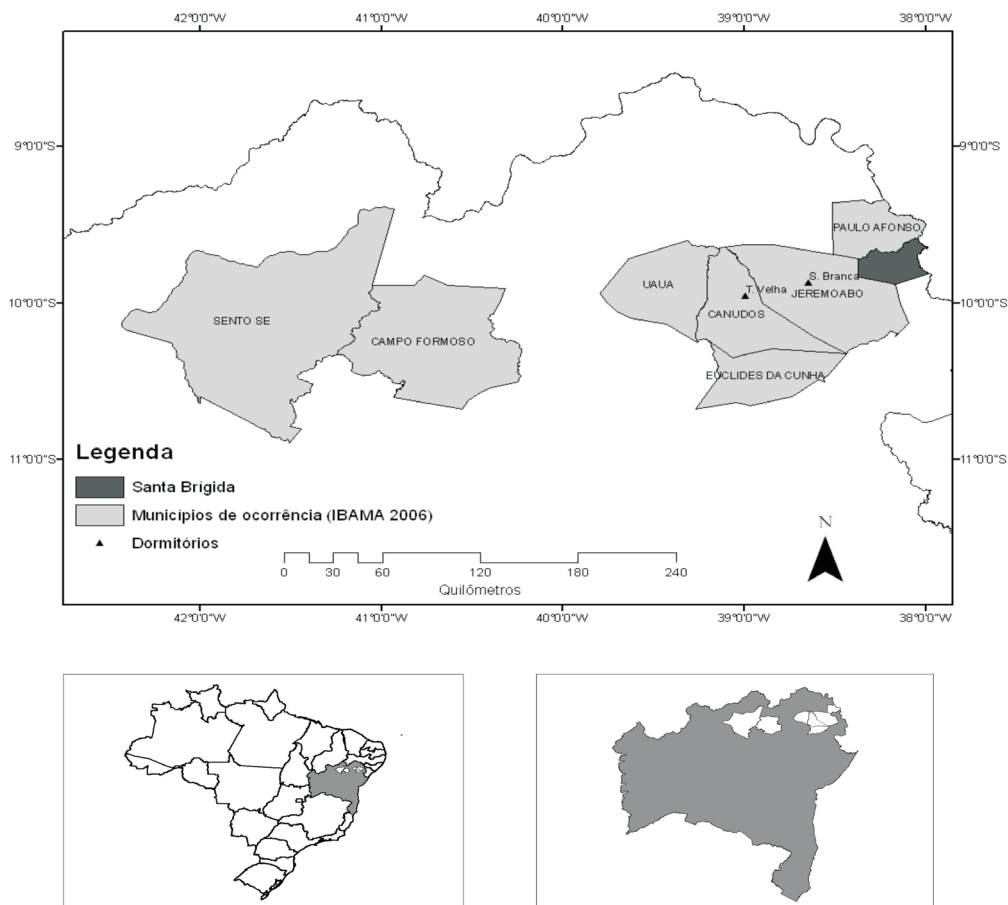 42°0'0"W 41°0'0"W 40°0'0"W 39°0'0"W 38°0'0"W
9°0'0"S 9°0'0"S
PAULO AFONSO
S. Branca
UAUA T. Velha JEREMOABO
10°0'0"S 10°0'0"S
SENTO SE CANUDOS
CAMPO FORMOSO
EUCLIDES DA CUNHA
Legenda
11°0'0"S 11°0'0"S
Santa Brígida
Municípios de ocorrência (IBAMA 2006)
N
Dormitórios
0 30 60 120 180 240
Quilômetros
42°0'0"W 41°0'0"W 40°0'0"W 39°0'0"W 38°0'0"W